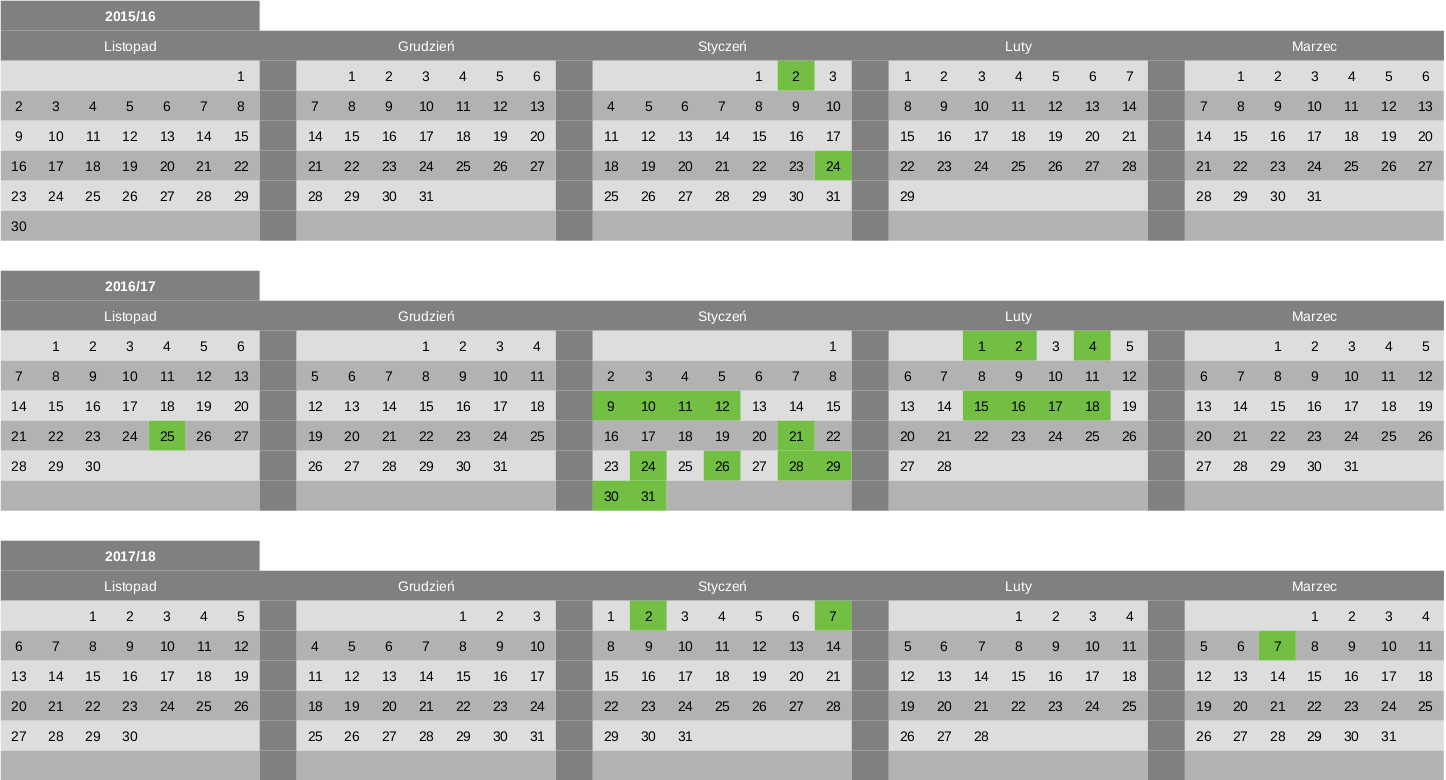 2015/16
Listopad Grudzień Styczeń Luty Marzec
1 1 2 3 4 5 6 1 2 3 1 2 3 4 5 6 7 1 2 3 4 5 6
2 3 4 5 6 7 8 7 8 9 10 11 12 13 4 5 6 7 8 9 10 8 9 10 11 12 13 14 7 8 9 10 11 12 13
9 10 11 12 13 14 15 14 15 16 17 18 19 20 11 12 13 14 15 16 17 15 16 17 18 19 20 21 14 15 16 17 18 19 20
16 17 18 19 20 21 22 21 22 23 24 25 26 27 18 19 20 21 22 23 24 22 23 24 25 26 27 28 21 22 23 24 25 26 27
23 24 25 26 27 28 29 28 29 30 31 25 26 27 28 29 30 31 29 28 29 30 31
30
2016/17
Listopad Grudzień Styczeń Luty Marzec
1 2 3 4 5 6 1 2 3 4 1 1 2 3 4 5 1 2 3 4 5
7 8 9 10 11 12 13 5 6 7 8 9 10 11 2 3 4 5 6 7 8 6 7 8 9 10 11 12 6 7 8 9 10 11 12
14 15 16 17 18 19 20 12 13 14 15 16 17 18 9 10 11 12 13 14 15 13 14 15 16 17 18 19 13 14 15 16 17 18 19
21 22 23 24 25 26 27 19 20 21 22 23 24 25 16 17 18 19 20 21 22 20 21 22 23 24 25 26 20 21 22 23 24 25 26
28 29 30 26 27 28 29 30 31 23 24 25 26 27 28 29 27 28 27 28 29 30 31
30 31
2017/18
Listopad Grudzień Styczeń Luty Marzec
1 2 3 4 5 1 2 3 1 2 3 4 5 6 7 1 2 3 4 1 2 3 4
6 7 8 9 10 11 12 4 5 6 7 8 9 10 8 9 10 11 12 13 14 5 6 7 8 9 10 11 5 6 7 8 9 10 11
13 14 15 16 17 18 19 11 12 13 14 15 16 17 15 16 17 18 19 20 21 12 13 14 15 16 17 18 12 13 14 15 16 17 18
20 21 22 23 24 25 26 18 19 20 21 22 23 24 22 23 24 25 26 27 28 19 20 21 22 23 24 25 19 20 21 22 23 24 25
27 28 29 30 25 26 27 28 29 30 31 29 30 31 26 27 28 26 27 28 29 30 31